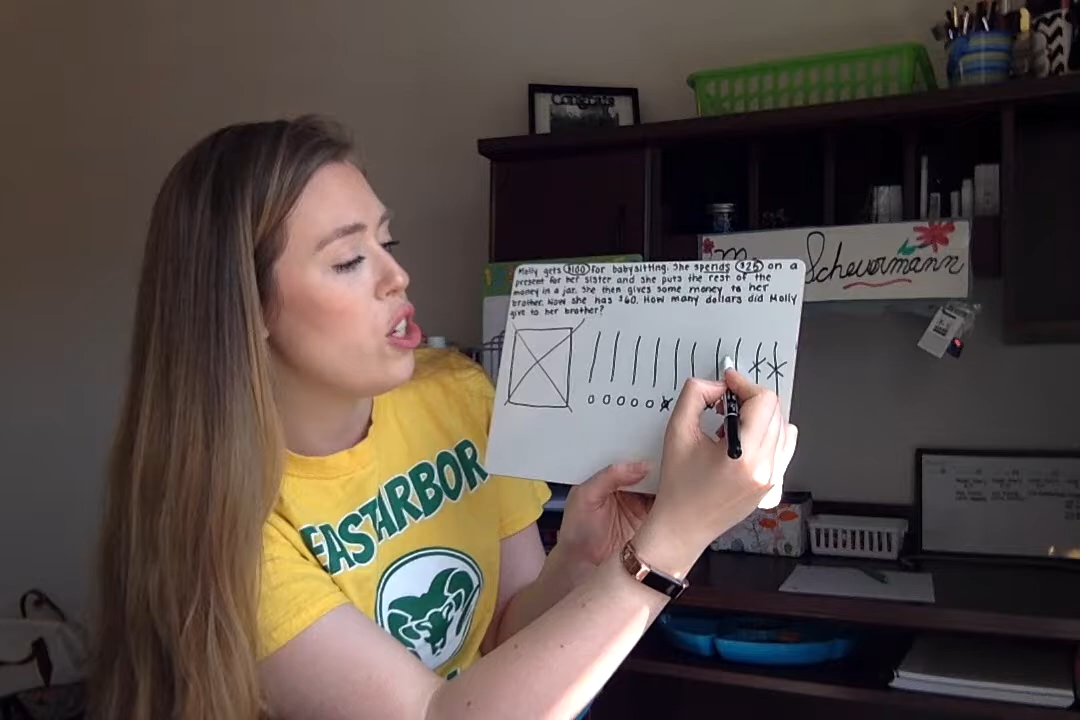 Congrats
Scheuermann
Molly gets $100 for babysitting. She spends $25 on a
present for her sister and she puts the rest of the
money in a jar. She then gives some money to her
brother. Now she has $60. How many dollars did Molly
give to her brother?
EASTARBOR